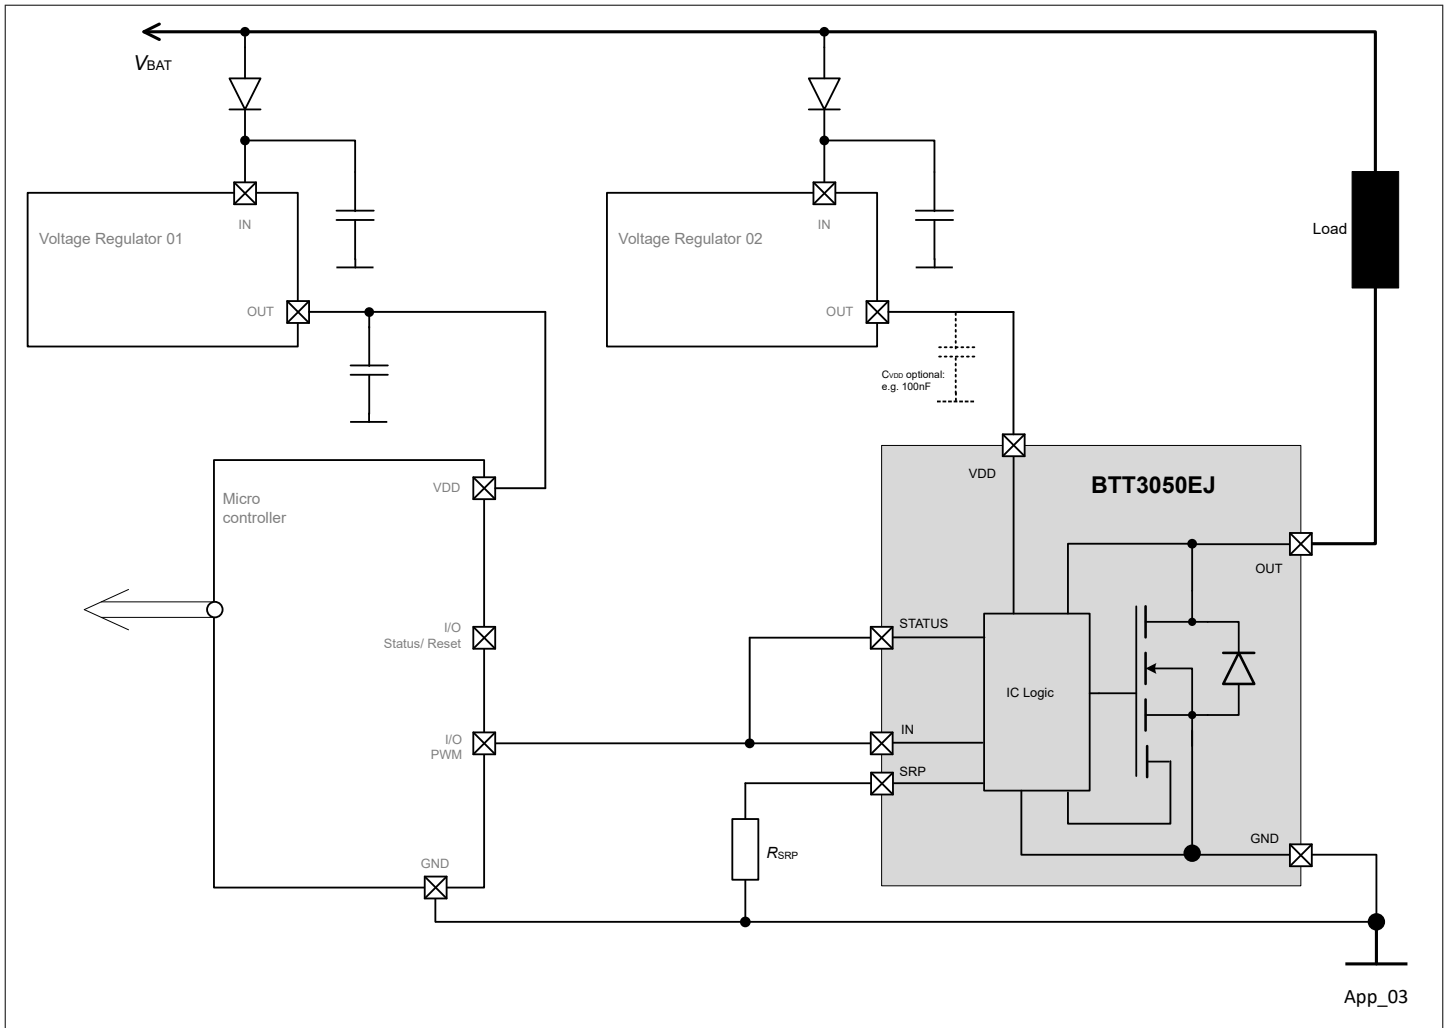 VBAT
IN
Voltage Regulator 01
OUT
IN
Voltage Regulator 02
OUT
Load
CVDD optional:
e.g. 100nF
VDD
BTT3050EJ
Micro
controller
VDD
OUT
I/O
Status/ Reset
STATUS
IC Logic
I/O
PWM
IN
SRP
GND
RSRP
GND
App_03